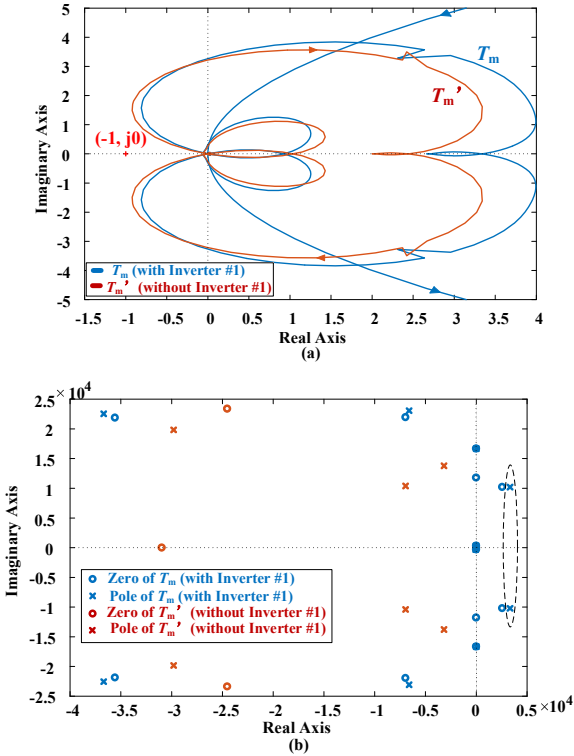 5
4
3
2
1
0
-1
-2
-3
-4
-5
Imaginary Axis
(-1, j0)
Tm
Tm'
Tm (with Inverter #1)
Tm' (without Inverter #1)
-1.5 -1 -0.5 0 0.5 1 1.5 2 2.5 3 3.5 4
Real Axis
(a)
×10^4
2.5
2
1.5
1
0.5
0
-0.5
-1
-1.5
-2
-2.5
Imaginary Axis
Zero of Tm (with Inverter #1)
Pole of Tm (with Inverter #1)
Zero of Tm' (without Inverter #1)
Pole of Tm' (without Inverter #1)
-4 -3.5 -3 -2.5 -2 -1.5 -1 -0.5 0 0.5 ×10^4
Real Axis
(b)